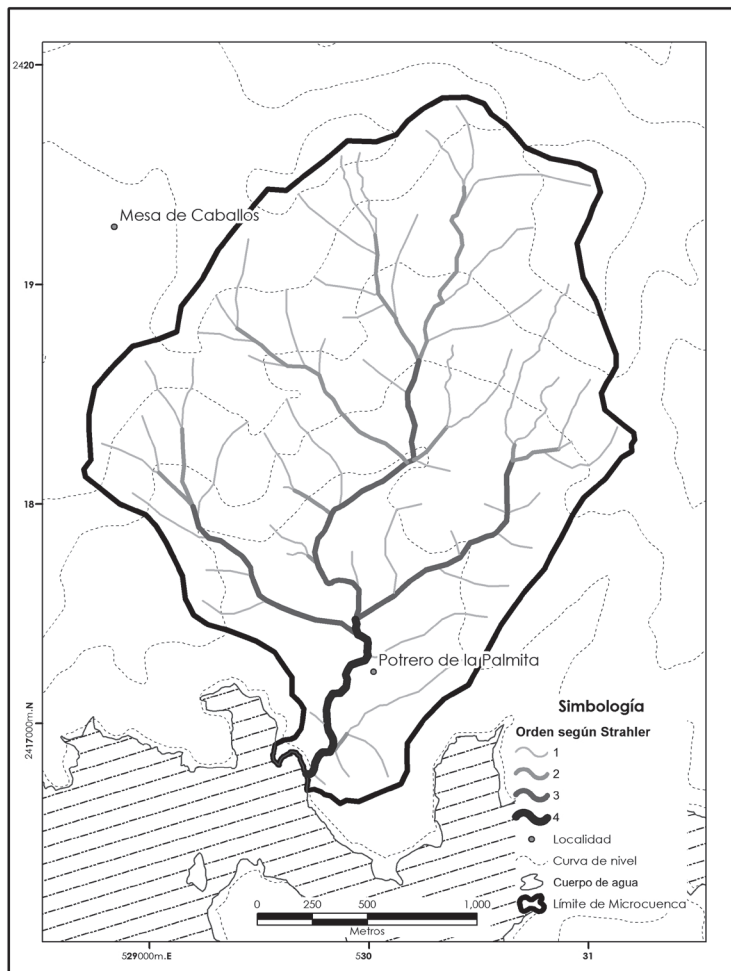 2420
Mesa de Caballos
19
18
Potrero de la Palmita
2417000m.N
Simbología
Orden según Strahler
1
2
3
4
Localidad
Curva de nivel
Cuerpo de agua
Límite de Microcuenca
0 250 500 1,000
Metros
529000m.E 530 31